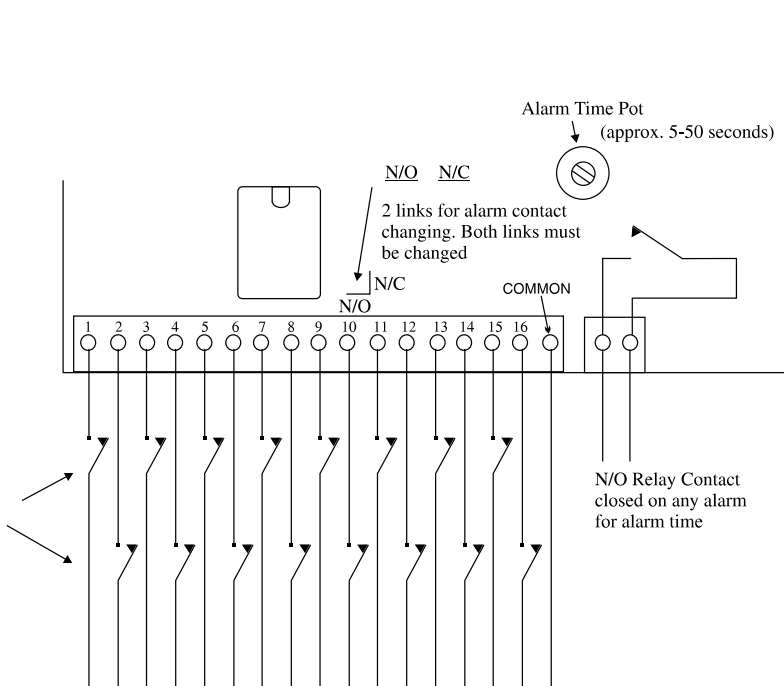 Alarm Time Pot
(approx. 5-50 seconds)
N/O N/C
2 links for alarm contact
changing. Both links must
be changed
N/C
N/O
COMMON
1 2 3 4 5 6 7 8 9 10 11 12 13 14 15 16
N/O Relay Contact
closed on any alarm
for alarm time